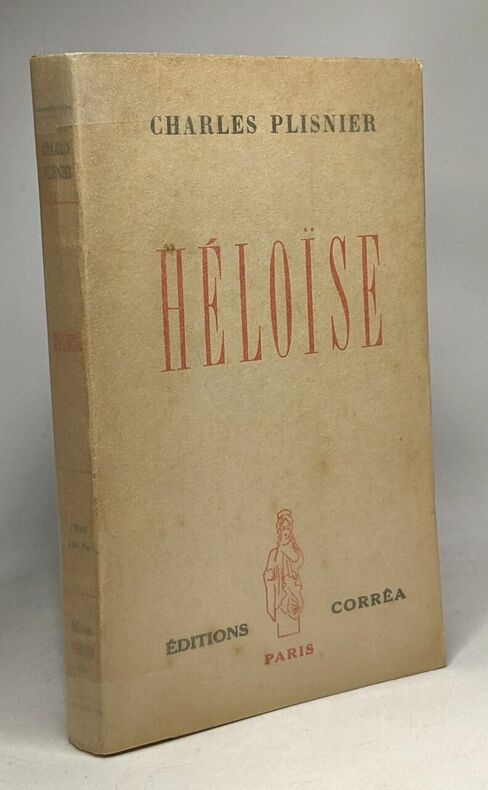 CHARLES PLISNIER
HÉLOÏSE
ÉDITIONS CORRÊA
PARIS